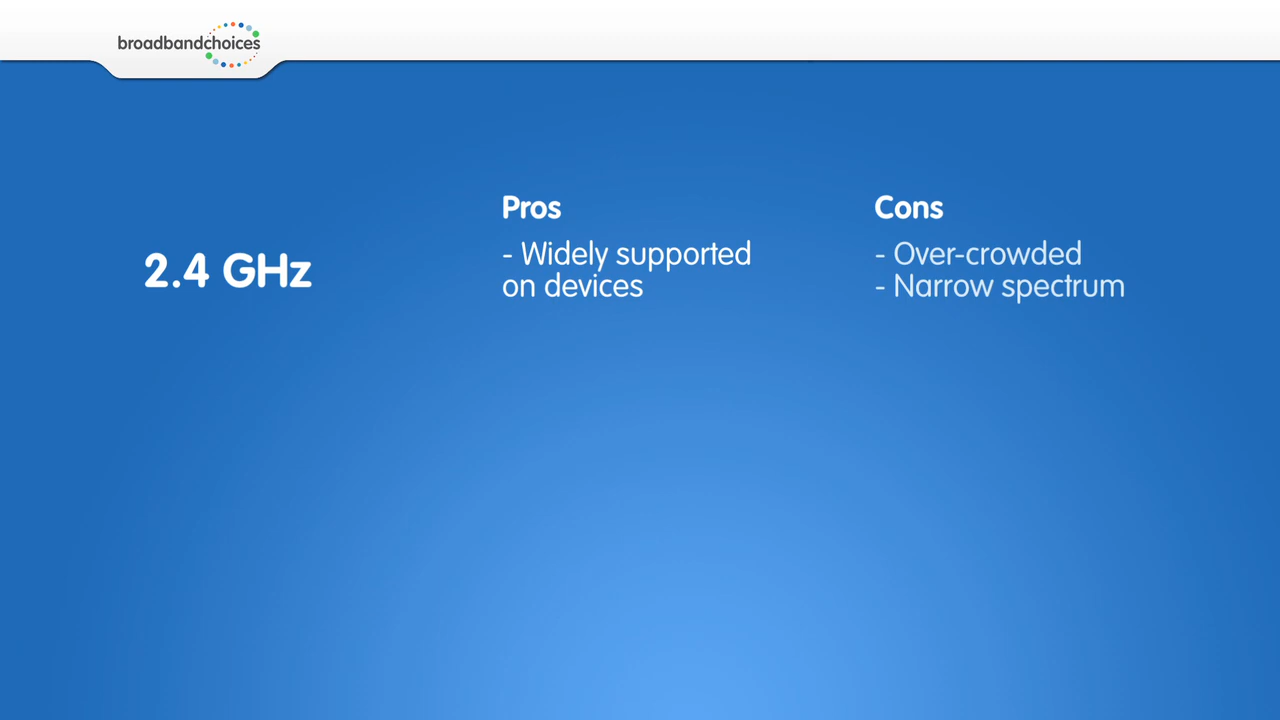 broadbandchoices
Pros
- Widely supported
on devices
Cons
- Over-crowded
- Narrow spectrum
2.4 GHz